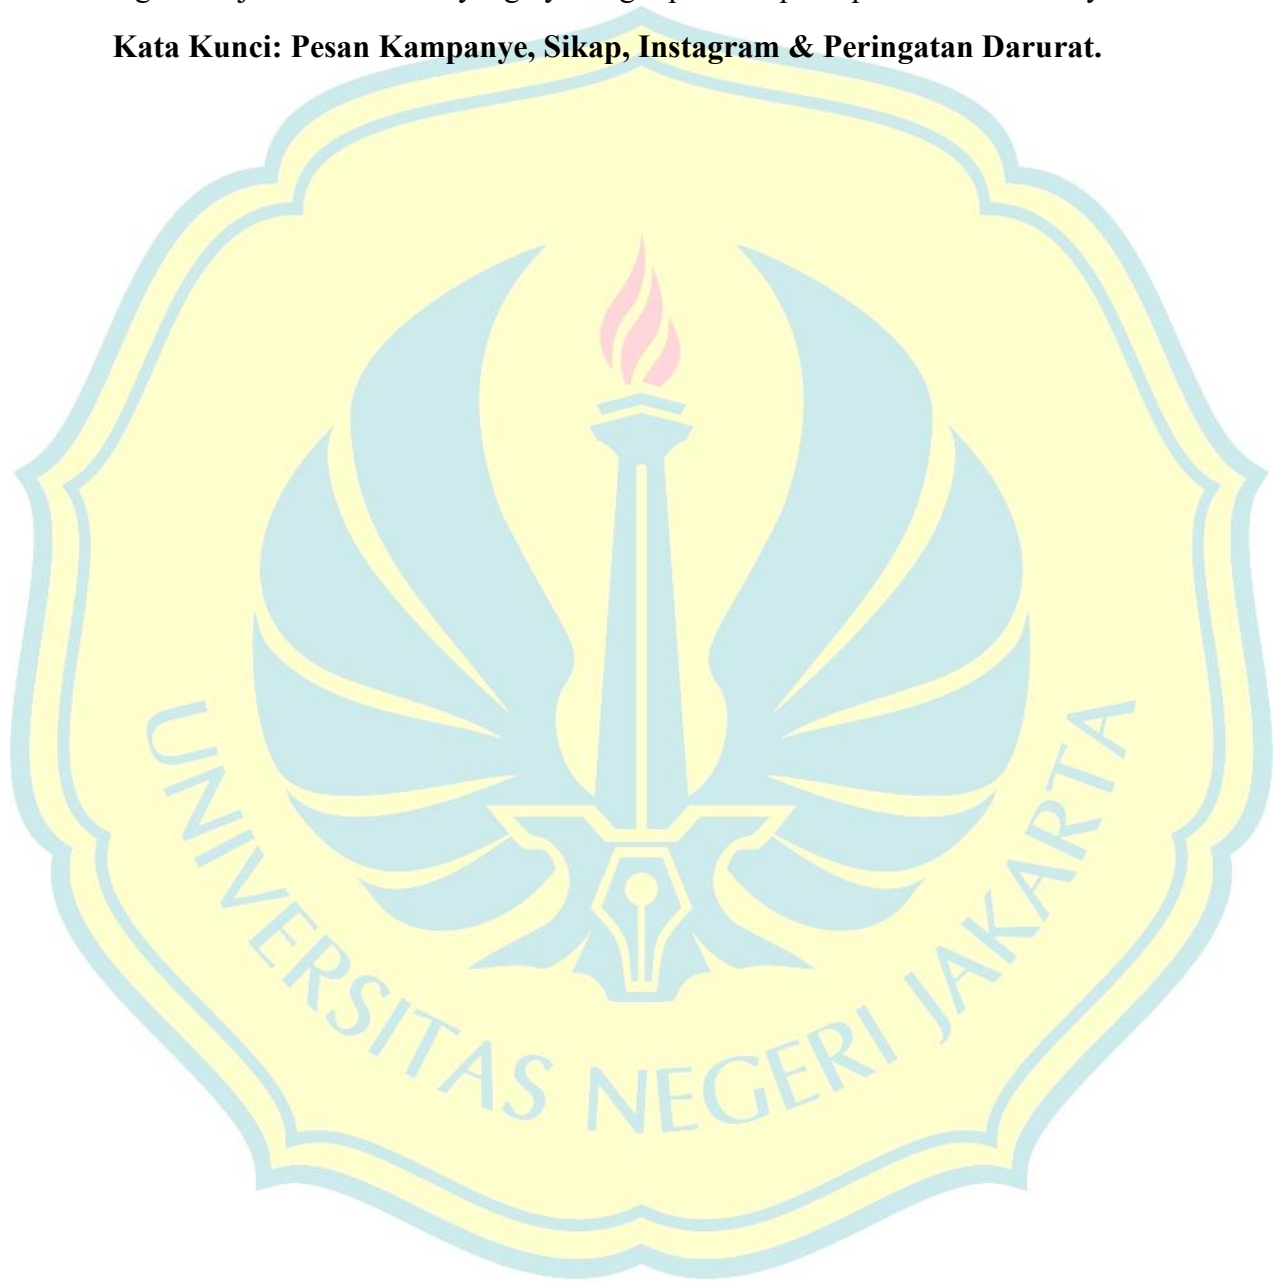 Kata Kunci: Pesan Kampanye, Sikap, Instagram & Peringatan Darurat.
UNIVERSITAS NEGERI JAKARTA